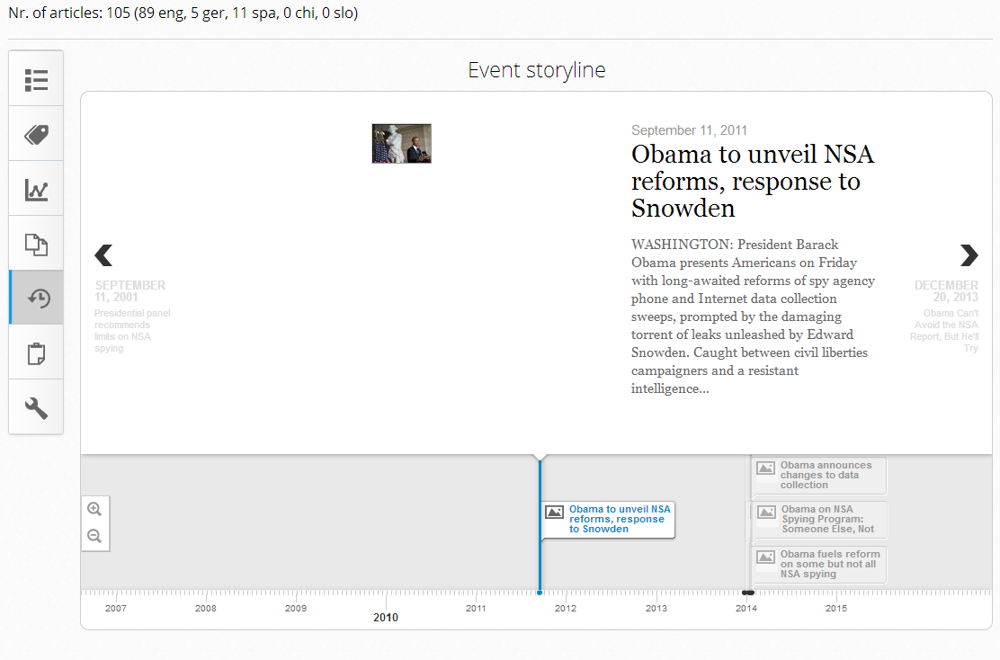 Nr. of articles: 105 (89 eng, 5 ger, 11 spa, 0 chi, 0 slo)
Event storyline
September 11, 2011
Obama to unveil NSA
reforms, response to
Snowden
WASHINGTON: President Barack
Obama presents Americans on Friday
with long-awaited reforms of spy agency
phone and Internet data collection
sweeps, prompted by the damaging
torrent of leaks unleashed by Edward
Snowden. Caught between civil liberties
campaigners and a resistant
intelligence...
SEPTEMBER
11, 2001
Presidential panel
recommends
limits on NSA
spying
DECEMBER
20, 2013
Obama Can't
Avoid the NSA
Report, But He'll
Try
Obama to unveil NSA
reforms, response
to Snowden
Obama announces
changes to data
collection
Obama on NSA
Spying Program:
Someone Else, Not
Obama fuels reform
on some but not all
NSA spying
2007
2008
2009
2010
2011
2012
2013
2014
2015